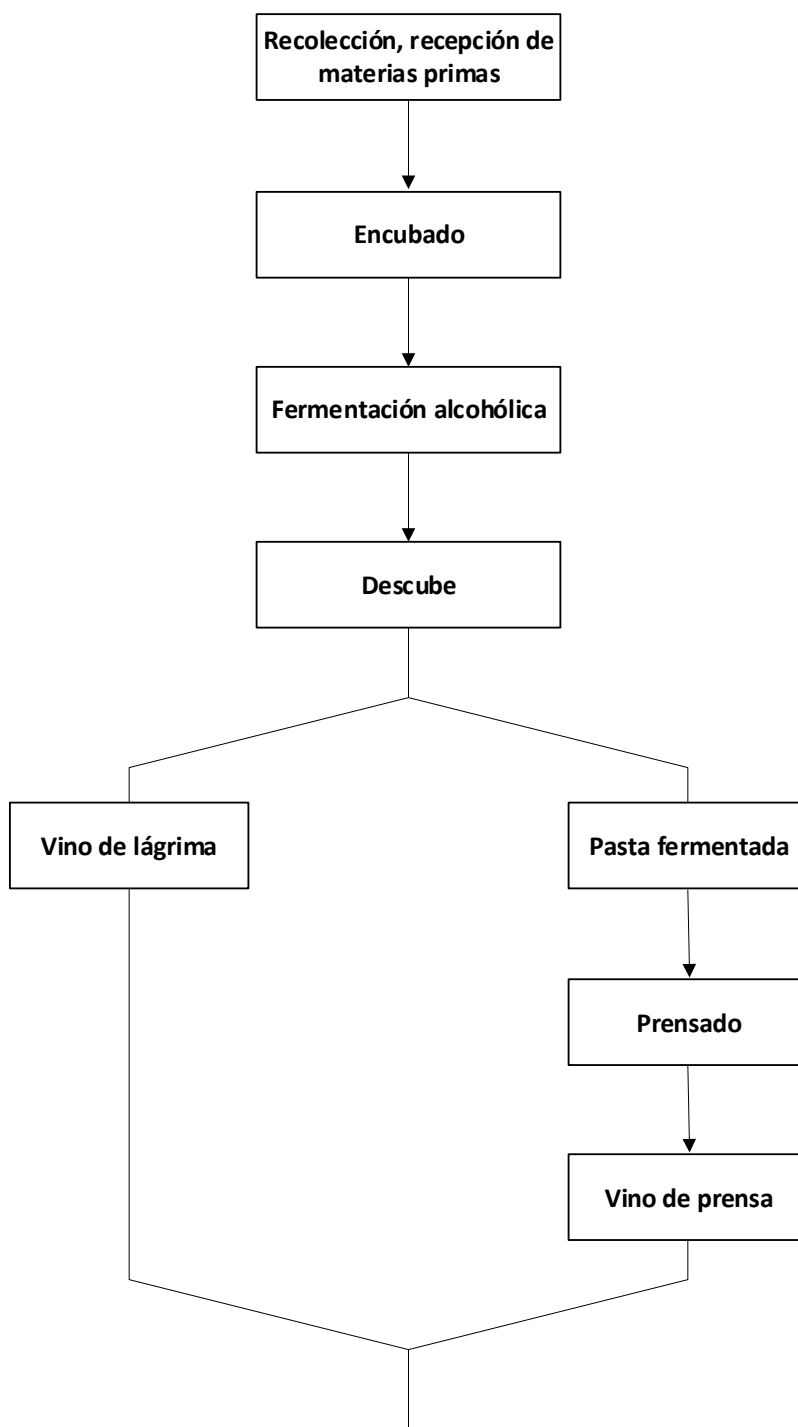 Recolección, recepción de
materias primas
Encubado
Fermentación alcohólica
Descube
Vino de lágrima
Pasta fermentada
Prensado
Vino de prensa